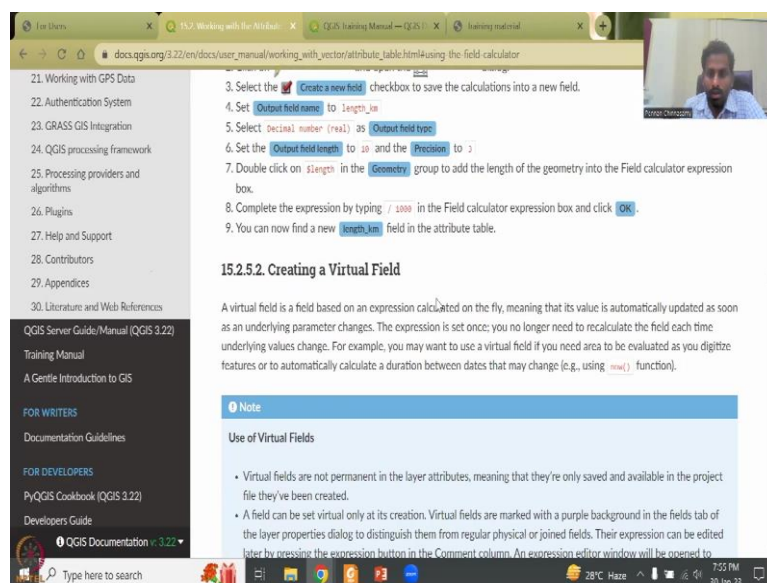 For Users
15.2. Working with the Attribute
QGIS Training Manual — QGIS D
training material
docs.qgis.org/3.22/en/docs/user_manual/working_with_vector/attribute_table.html#using-the-field-calculator
21. Working with GPS Data
22. Authentication System
23. GRASS GIS Integration
24. QGIS processing framework
25. Processing providers and
algorithms
26. Plugins
27. Help and Support
28. Contributors
29. Appendices
30. Literature and Web References
QGIS Server Guide/Manual (QGIS 3.22)
Training Manual
A Gentle Introduction to GIS
FOR WRITERS
Documentation Guidelines
FOR DEVELOPERS
PyQGIS Cookbook (QGIS 3.22)
Developers Guide
QGIS Documentation v: 3.22
3. Select the Create a new field checkbox to save the calculations into a new field.
4. Set Output field name to length_km
5. Select Decimal number (real) as Output field type
6. Set the Output field length to 10 and the Precision to 3
7. Double click on $length in the Geometry group to add the length of the geometry into the Field calculator expression
box.
8. Complete the expression by typing / 1000 in the Field calculator expression box and click OK .
9. You can now find a new length_km field in the attribute table.
15.2.5.2. Creating a Virtual Field
A virtual field is a field based on an expression calculated on the fly, meaning that its value is automatically updated as soon
as an underlying parameter changes. The expression is set once; you no longer need to recalculate the field each time
underlying values change. For example, you may want to use a virtual field if you need area to be evaluated as you digitize
features or to automatically calculate a duration between dates that may change (e.g., using now() function).
Note
Use of Virtual Fields
• Virtual fields are not permanent in the layer attributes, meaning that they're only saved and available in the project
file they've been created.
• A field can be set virtual only at its creation. Virtual fields are marked with a purple background in the fields tab of
the layer properties dialog to distinguish them from regular physical or joined fields. Their expression can be edited
later by pressing the expression button in the Comment column. An expression editor window will be opened to
Type here to search
28°C Haze
7:55 PM